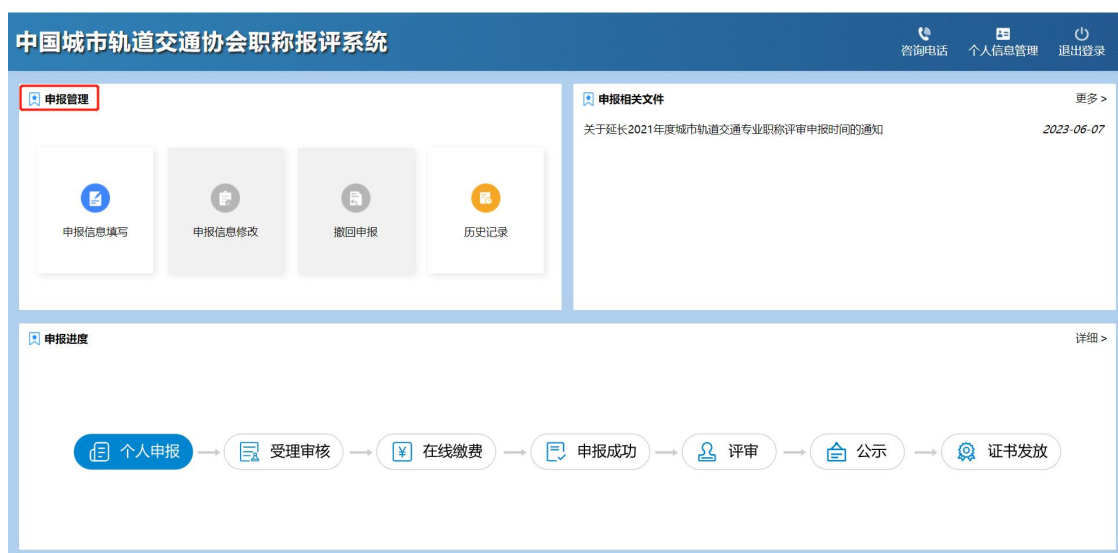 中国城市轨道交通协会职称报评系统
咨询电话 个人信息管理 退出登录
申报管理
申报信息填写 申报信息修改 撤回申报 历史记录
申报相关文件 更多 >
关于延长2021年度城市轨道交通专业职称评审申报时间的通知 2023-06-07
申报进度 详细 >
个人申报 受理审核 在线缴费 申报成功 评审 公示 证书发放